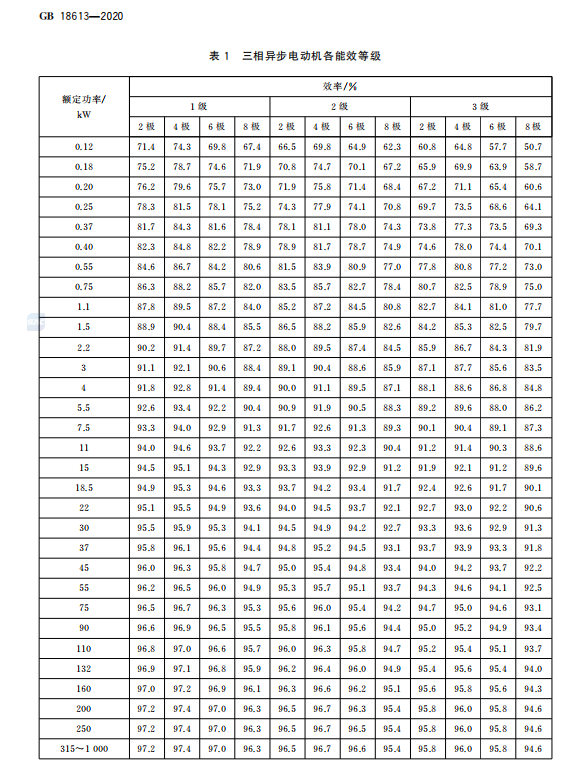 GB 18613—2020
表 1 三相异步电动机各能效等级
额定功率/ kW 效率/%
1 级 2 级 3 级
2 极 4 极 6 极 8 极 2 极 4 极 6 极 8 极 2 极 4 极 6 极 8 极
0.12 71.4 74.3 69.8 67.4 66.5 69.8 64.9 62.3 60.8 64.8 57.7 50.7
0.18 75.2 78.7 74.6 71.9 70.8 74.7 70.1 67.2 65.9 69.9 63.9 58.7
0.20 76.2 79.6 75.7 73.0 71.9 75.8 71.4 68.4 67.2 71.1 65.4 60.6
0.25 78.3 81.5 78.1 75.2 74.3 77.9 74.1 70.8 69.7 73.5 68.6 64.1
0.37 81.7 84.3 81.6 78.4 78.1 81.1 78.0 74.3 73.8 77.3 73.5 69.3
0.40 82.3 84.8 82.2 78.9 78.9 81.7 78.7 74.9 74.6 78.0 74.4 70.1
0.55 84.6 86.7 84.2 80.6 81.5 83.9 80.9 77.0 77.8 80.8 77.2 73.0
0.75 86.3 88.2 85.7 82.0 83.5 85.7 82.7 78.4 80.7 82.5 78.9 75.0
1.1 87.8 89.5 87.2 84.0 85.2 87.2 84.5 80.8 82.7 84.1 81.0 77.7
1.5 88.9 90.4 88.4 85.5 86.5 88.2 85.9 82.6 84.2 85.3 82.5 79.7
2.2 90.2 91.4 89.7 87.2 88.0 89.5 87.4 84.5 85.9 86.7 84.3 81.9
3 91.1 92.1 90.6 88.4 89.1 90.4 88.6 85.9 87.1 87.7 85.6 83.5
4 91.8 92.8 91.4 89.4 90.0 91.1 89.5 87.1 88.1 88.6 86.8 84.8
5.5 92.6 93.4 92.2 90.4 90.9 91.9 90.5 88.3 89.2 89.6 88.0 86.2
7.5 93.3 94.0 92.9 91.3 91.7 92.6 91.3 89.3 90.1 90.4 89.1 87.3
11 94.0 94.6 93.7 92.2 92.6 93.3 92.3 90.4 91.2 91.4 90.3 88.6
15 94.5 95.1 94.3 92.9 93.3 93.9 92.9 91.2 91.9 92.1 91.2 89.6
18.5 94.9 95.3 94.6 93.3 93.7 94.2 93.4 91.7 92.4 92.6 91.7 90.1
22 95.1 95.5 94.9 93.6 94.0 94.5 93.7 92.1 92.7 93.0 92.2 90.6
30 95.5 95.9 95.3 94.1 94.5 94.9 94.2 92.7 93.3 93.6 92.9 91.3
37 95.8 96.1 95.6 94.4 94.8 95.2 94.5 93.1 93.7 93.9 93.3 91.8
45 96.0 96.3 95.8 94.7 95.0 95.4 94.8 93.4 94.0 94.2 93.7 92.2
55 96.2 96.5 96.0 94.9 95.3 95.7 95.1 93.7 94.3 94.6 94.1 92.5
75 96.5 96.7 96.3 95.3 95.6 96.0 95.4 94.2 94.7 95.0 94.6 93.1
90 96.6 96.9 96.5 95.5 95.8 96.1 95.6 94.4 95.0 95.2 94.9 93.4
110 96.8 97.0 96.6 95.7 96.0 96.3 95.8 94.7 95.2 95.4 95.1 93.7
132 96.9 97.1 96.8 95.9 96.2 96.4 96.0 94.9 95.4 95.6 95.4 94.0
160 97.0 97.2 96.9 96.1 96.3 96.6 96.2 95.1 95.6 95.8 95.6 94.3
200 97.2 97.4 97.0 96.3 96.5 96.7 96.3 95.4 95.8 96.0 95.8 94.6
250 97.2 97.4 97.0 96.3 96.5 96.7 96.5 95.4 95.8 96.0 95.8 94.6
315～1 000 97.2 97.4 97.0 96.3 96.5 96.7 96.6 95.4 95.8 96.0 95.8 94.6